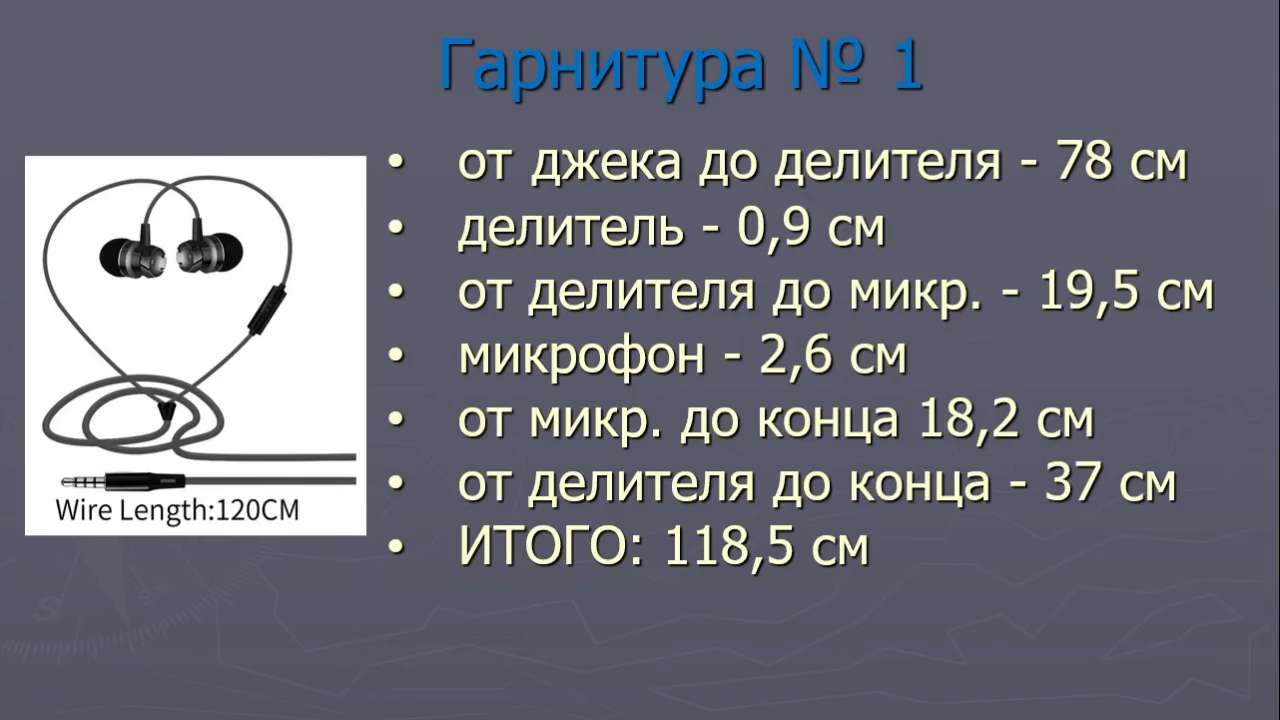 Гарнитура № 1
• от джека до делителя - 78 см
• делитель - 0,9 см
• от делителя до микр. - 19,5 см
• микрофон - 2,6 см
• от микр. до конца 18,2 см
• от делителя до конца - 37 см
• ИТОГО: 118,5 см
Wire Length:120CM
S